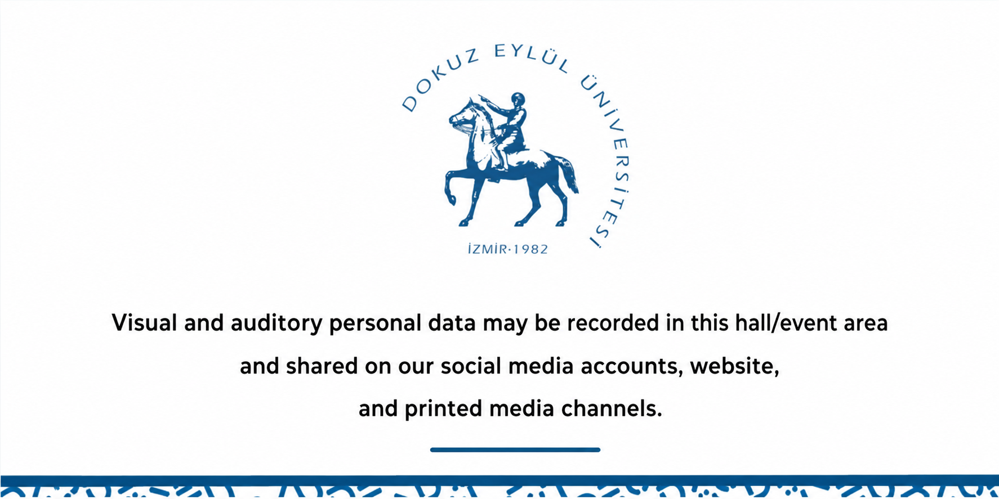 DOKUZ EYLÜL ÜNİVERSİTESİ
İZMİR·1982
Visual and auditory personal data may be recorded in this hall/event area
and shared on our social media accounts, website,
and printed media channels.